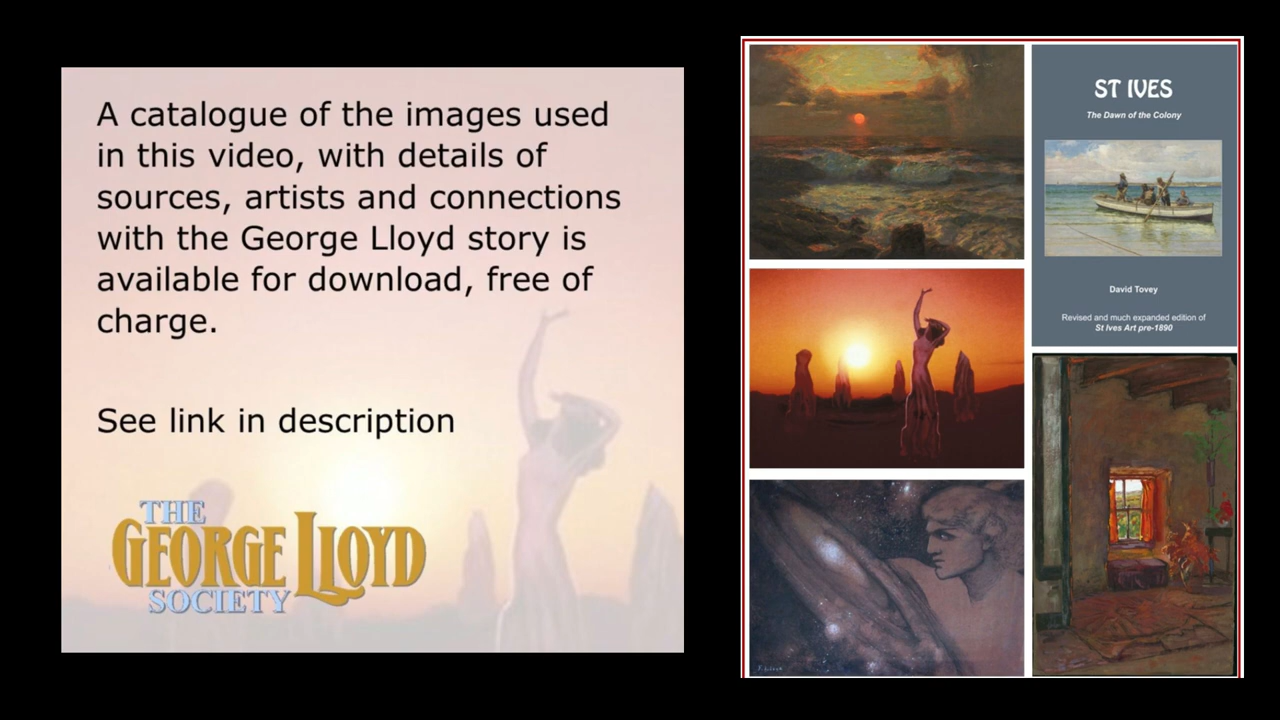 A catalogue of the images used
in this video, with details of
sources, artists and connections
with the George Lloyd story is
available for download, free of
charge.
See link in description
THE
GEORGE LLOYD
SOCIETY
ST IVES
The Dawn of the Colony
David Tovey
Revised and much expanded edition of
St Ives Art pre-1890